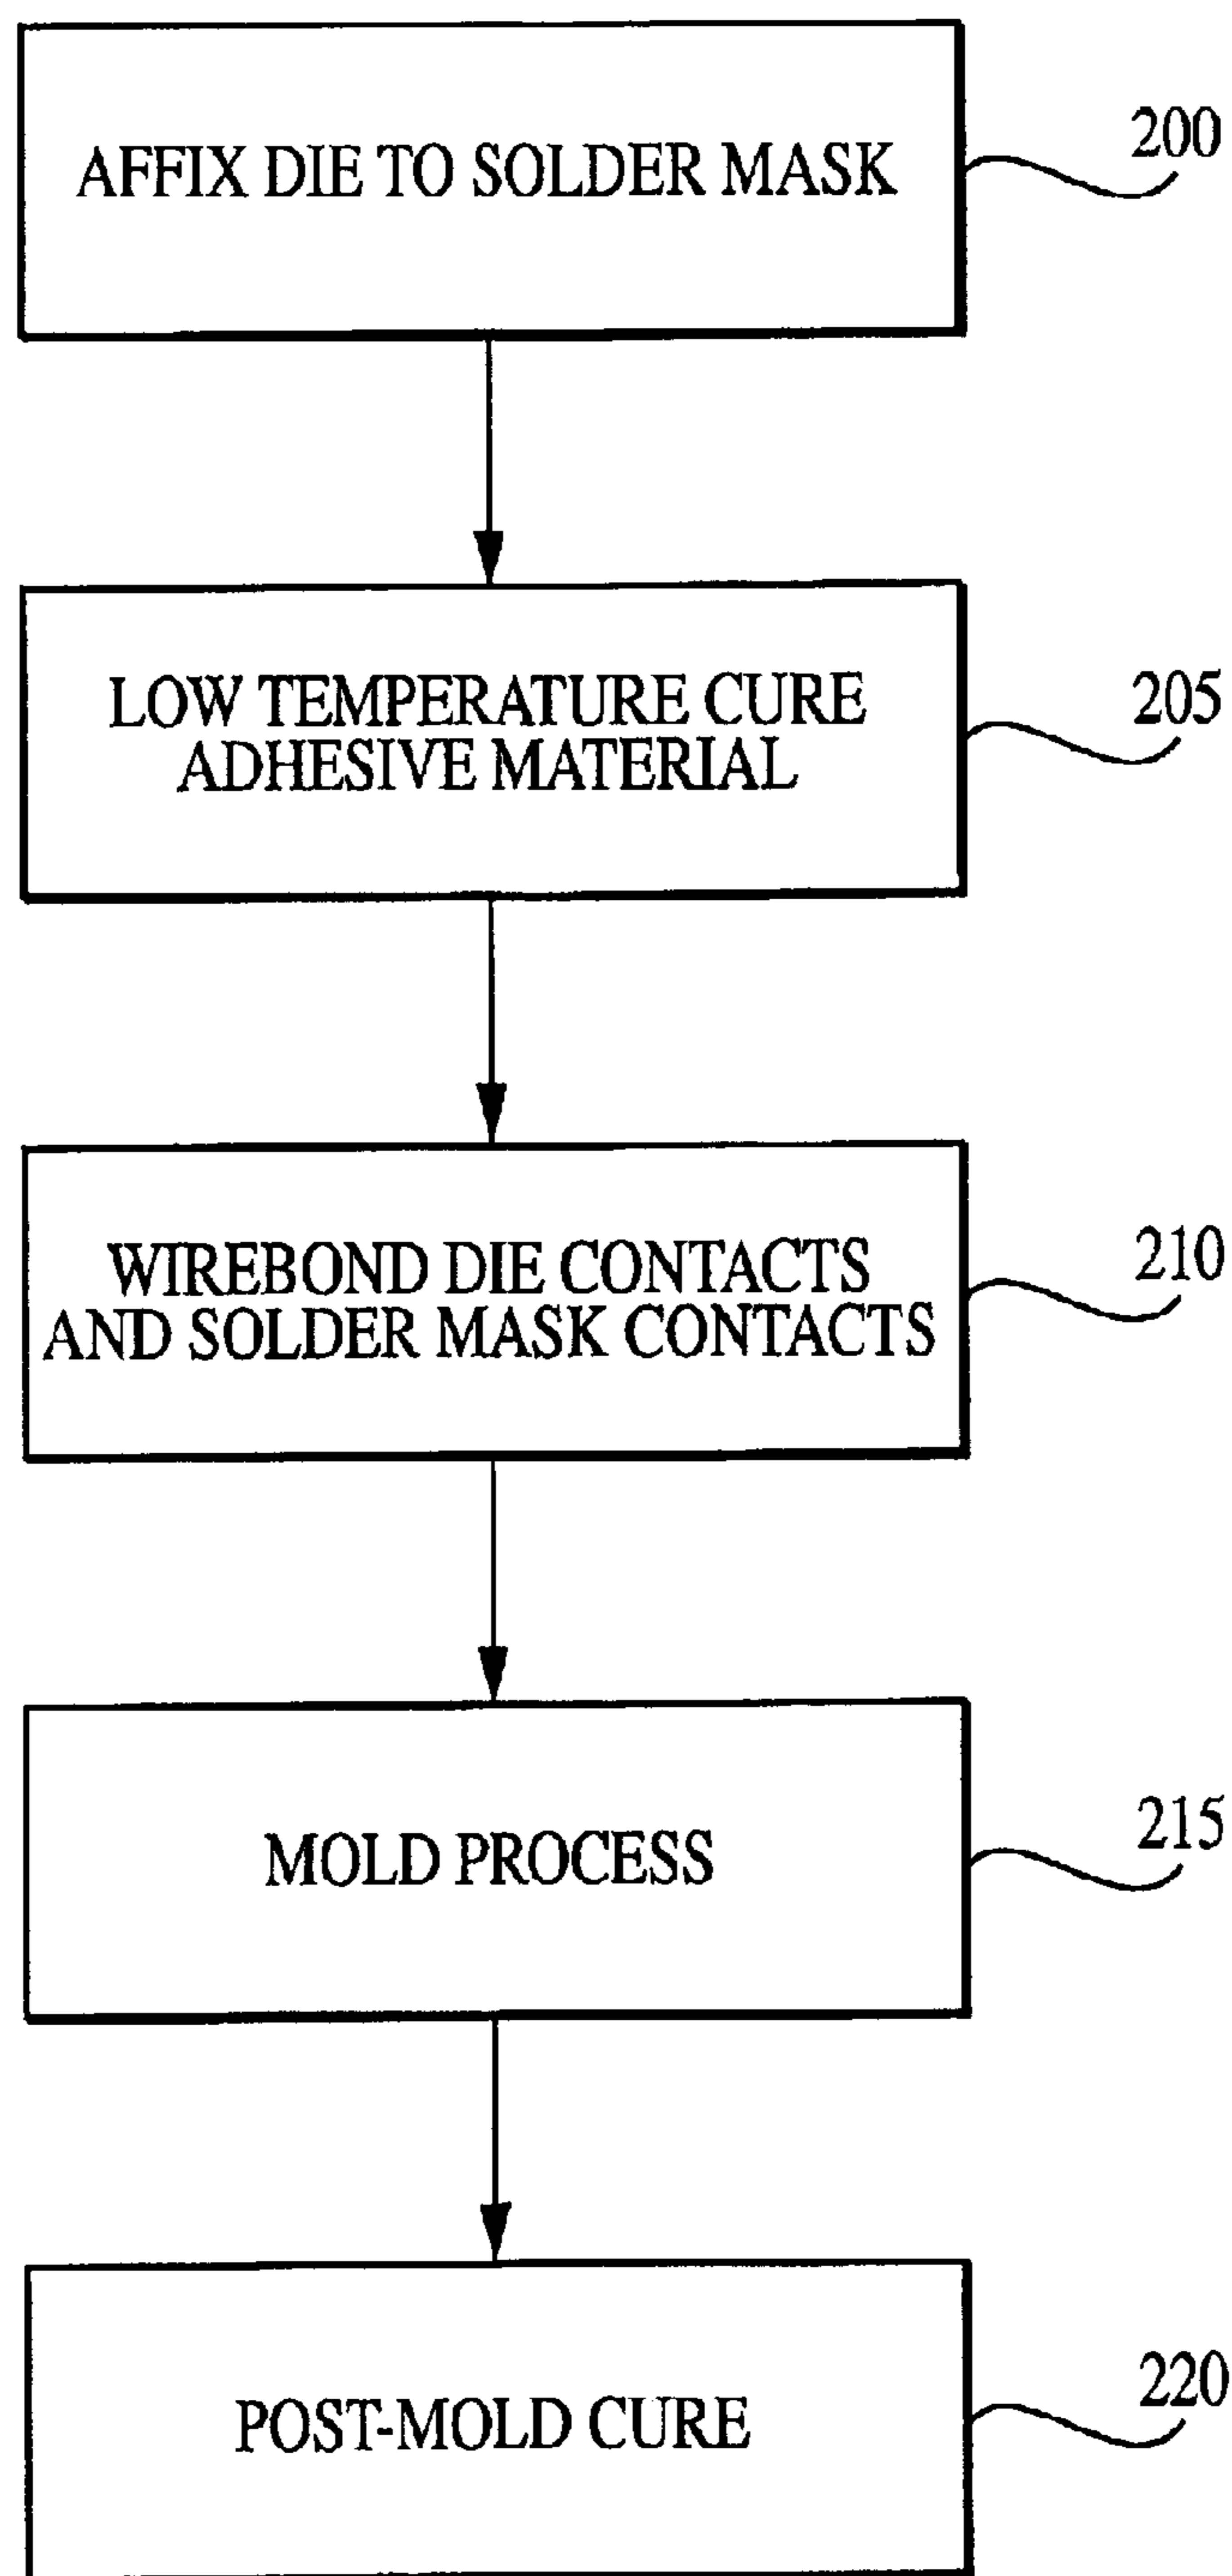 AFFIX DIE TO SOLDER MASK
200
LOW TEMPERATURE CURE
ADHESIVE MATERIAL
205
WIREBOND DIE CONTACTS
AND SOLDER MASK CONTACTS
210
MOLD PROCESS
215
POST-MOLD CURE
220